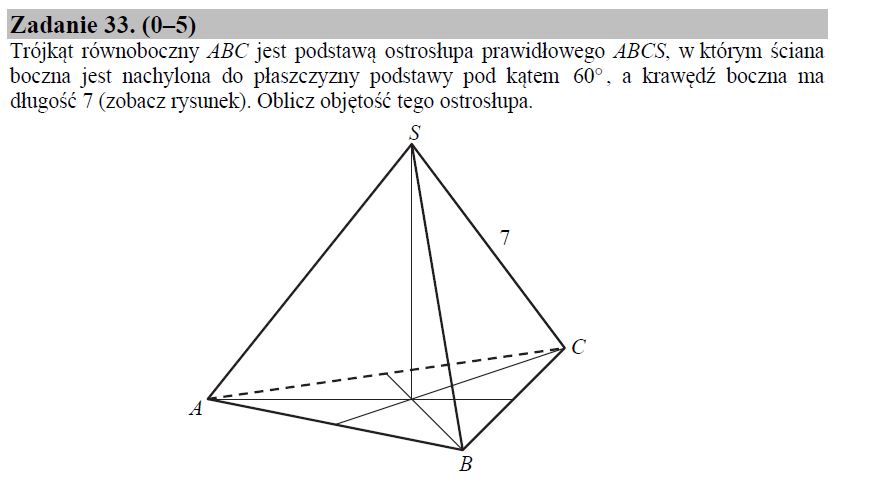 Zadanie 33. (0–5)
Trójkąt równoboczny ABC jest podstawą ostrosłupa prawidłowego ABCS, w którym ściana
boczna jest nachylona do płaszczyzny podstawy pod kątem 60°, a krawędź boczna ma
długość 7 (zobacz rysunek). Oblicz objętość tego ostrosłupa.
S
7
C
A
B